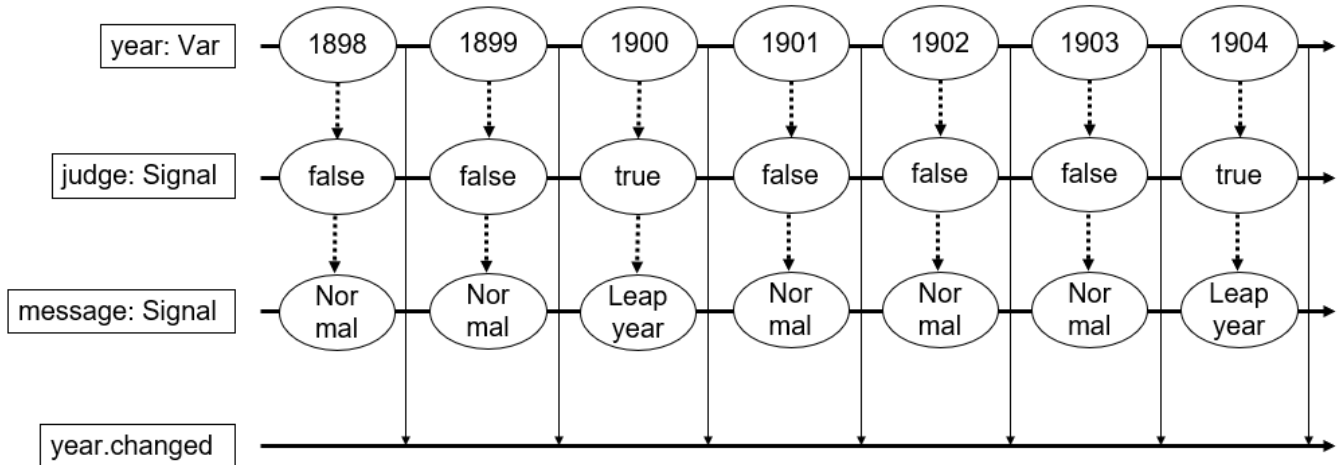 year: Var
1898
1899
1900
1901
1902
1903
1904
judge: Signal
false
false
true
false
false
false
true
message: Signal
Nor
mal
Nor
mal
Leap
year
Nor
mal
Nor
mal
Nor
mal
Leap
year
year.changed